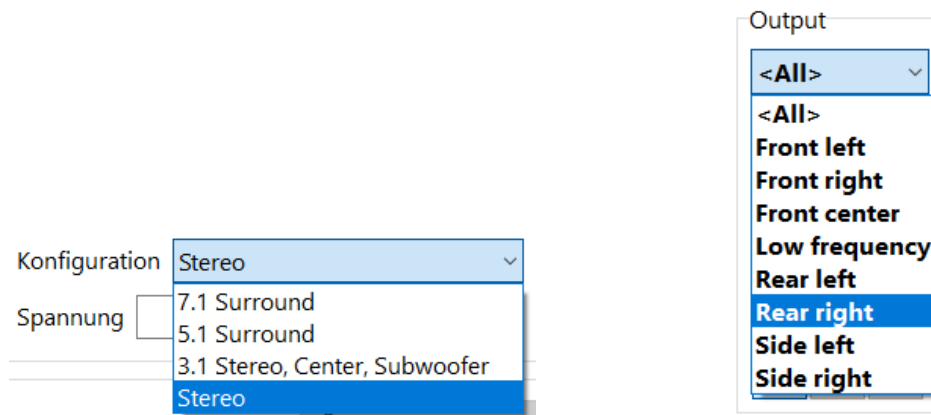 Konfiguration Stereo
7.1 Surround
5.1 Surround
3.1 Stereo, Center, Subwoofer
Stereo
Spannung
Output
<All>
<All>
Front left
Front right
Front center
Low frequency
Rear left
Rear right
Side left
Side right